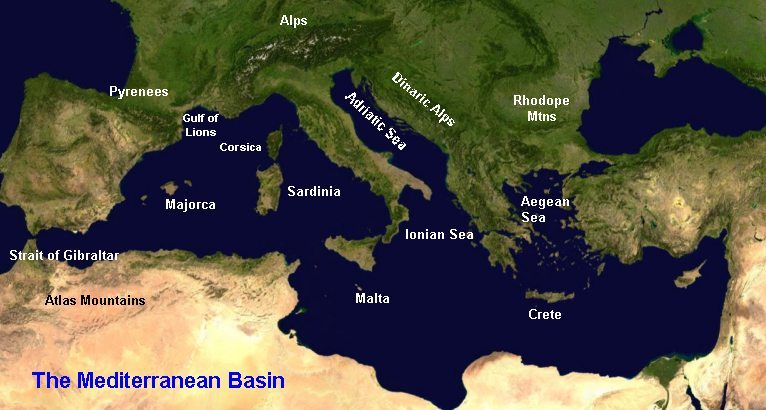 Alps
Pyrenees
Dinaric Alps
Adriatic Sea
Rhodope
Mtns
Gulf of
Lions
Corsica
Sardinia
Majorca
Aegean
Sea
Ionian Sea
Strait of Gibraltar
Atlas Mountains
Malta
Crete
The Mediterranean Basin